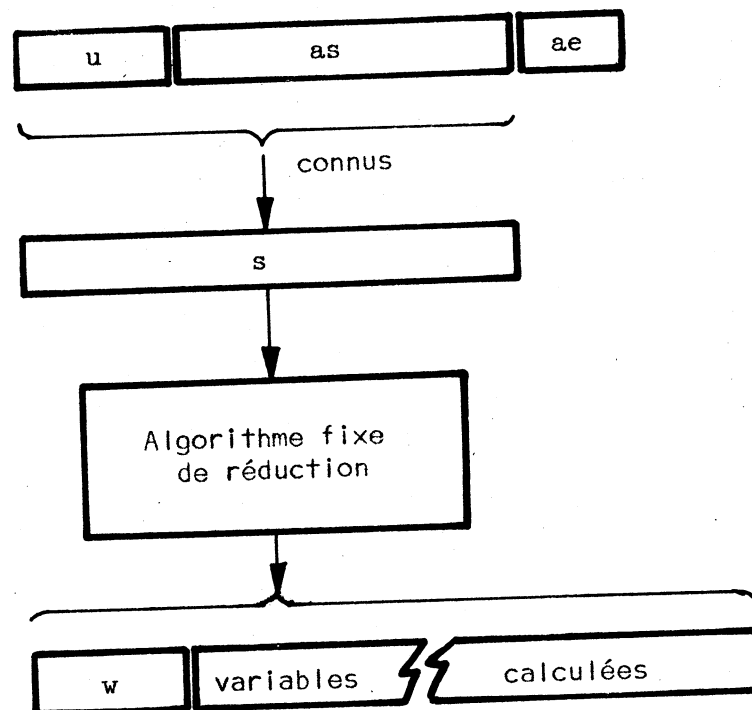 u as ae
connus
s
Algorithme fixe
de réduction
w variables calculées